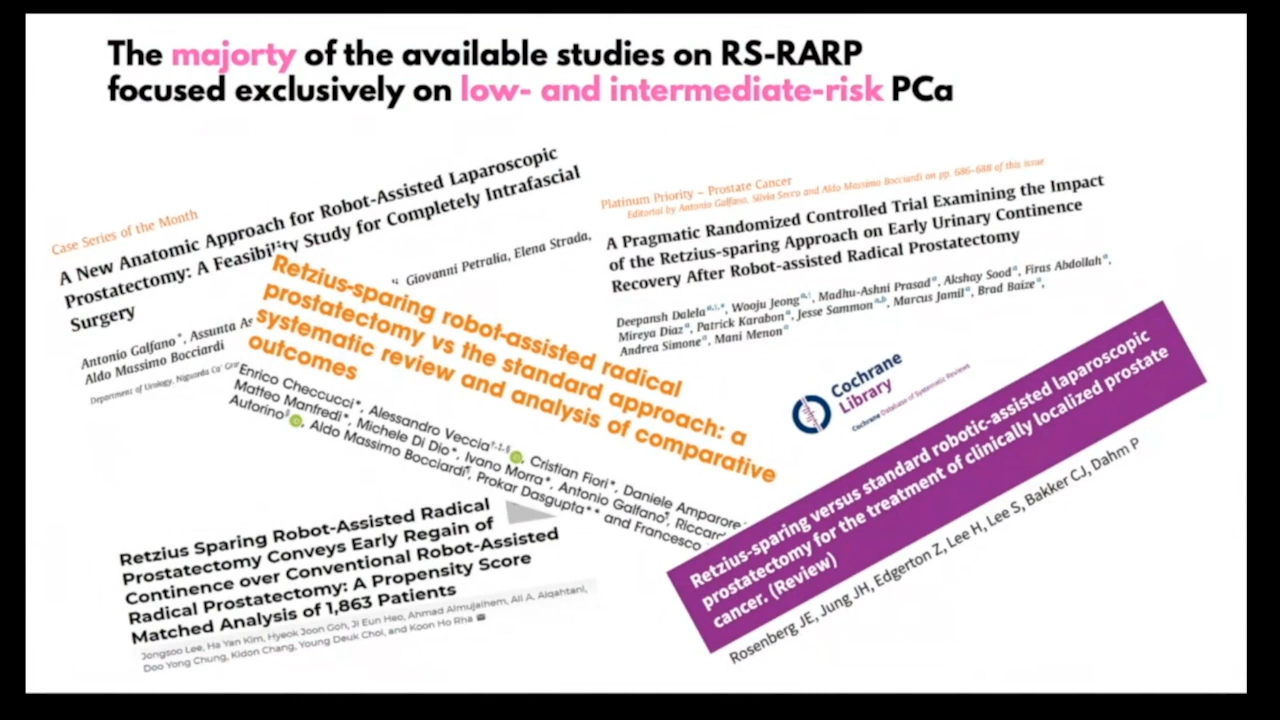 The majorty of the available studies on RS-RARP
focused exclusively on low- and intermediate-risk PCa
Case Series of the Month
A New Anatomic Approach for Robot-Assisted Laparoscopic
Prostatectomy: A Feasibility Study for Completely Intrafascial
Surgery
Giovanni Petralia, Elena Strada,
Antonio Galfano*, Assunta
Aldo Massimo Bocciardi
Department of Urology, Niguarda Ca'
Platinum Priority – Prostate Cancer
Editorial by Antonio Galfano, Silvia Secco and Aldo Massimo Bocciardi on pp. 686–688 of this issue
A Pragmatic Randomized Controlled Trial Examining the Impact
of the Retzius-sparing Approach on Early Urinary Continence
Recovery After Robot-assisted Radical Prostatectomy
Deepansh Dalela, Wooju Jeong, Madhu-Ashni Prasad, Akshay Sood, Firas Abdollah,
Mireya Diaz, Patrick Karabon, Jesse Sammon, Marcus Jamil, Brad Baize,
Andrea Simone, Mani Menon
Retzius-sparing robot-assisted radical
prostatectomy vs the standard approach: a
systematic review and analysis of comparative
outcomes
Enrico Checcucci*, Alessandro Veccia, Cristian Fiori*, Daniele Amparore
Matteo Manfredi*, Michele Di Dio*, Ivano Morra*, Antonio Galfano,
Autorino, Aldo Massimo Bocciardi, Prokar Dasgupta** and Francesco
Cochrane
Library
Cochrane Database of Systematic Reviews
Retzius-sparing versus standard robotic-assisted laparoscopic
prostatectomy for the treatment of clinically localized prostate
cancer. (Review)
Rosenberg JE, Jung JH, Edgerton Z, Lee H, Lee S, Bakker CJ, Dahm P
Retzius Sparing Robot-Assisted Radical
Prostatectomy Conveys Early Regain of
Continence over Conventional Robot-Assisted
Radical Prostatectomy: A Propensity Score
Matched Analysis of 1,863 Patients
Jongsoo Lee, Ha Yan Kim, Hyeok Joon Goh, Ji Eun Heo, Ahmad Almujalhem, Ali A. Alqahtani,
Doo Yong Chung, Kidon Chang, Young Deuk Choi, and Koon Ho Rha